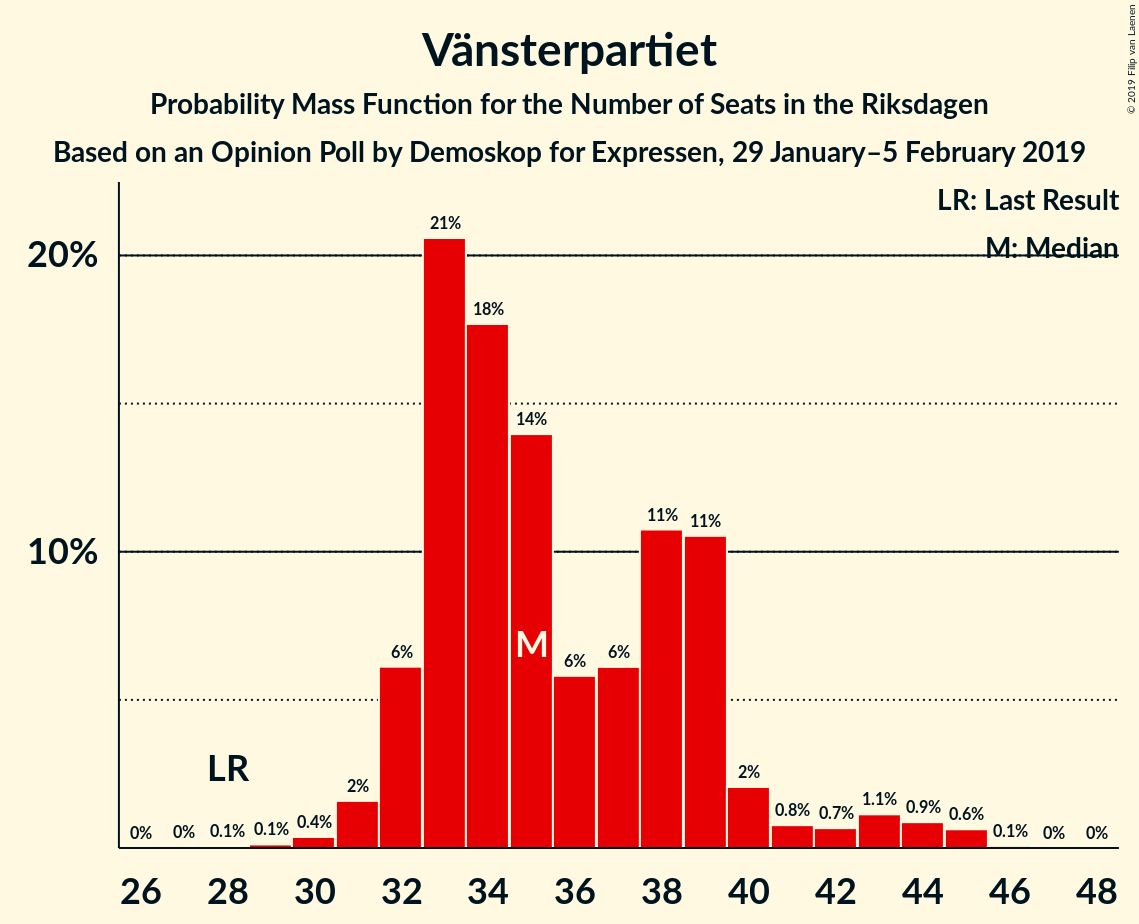 Vänsterpartiet
Probability Mass Function for the Number of Seats in the Riksdagen
Based on an Opinion Poll by Demoskop for Expressen, 29 January–5 February 2019
© 2019 Filip van Laenen
LR: Last Result
M: Median
20%
10%
0%
0%
0.1%
0.1%
0.4%
2%
6%
21%
18%
14%
6%
6%
11%
11%
2%
0.8%
0.7%
1.1%
0.9%
0.6%
0.1%
0%
0%
LR
M
26 28 30 32 34 36 38 40 42 44 46 48